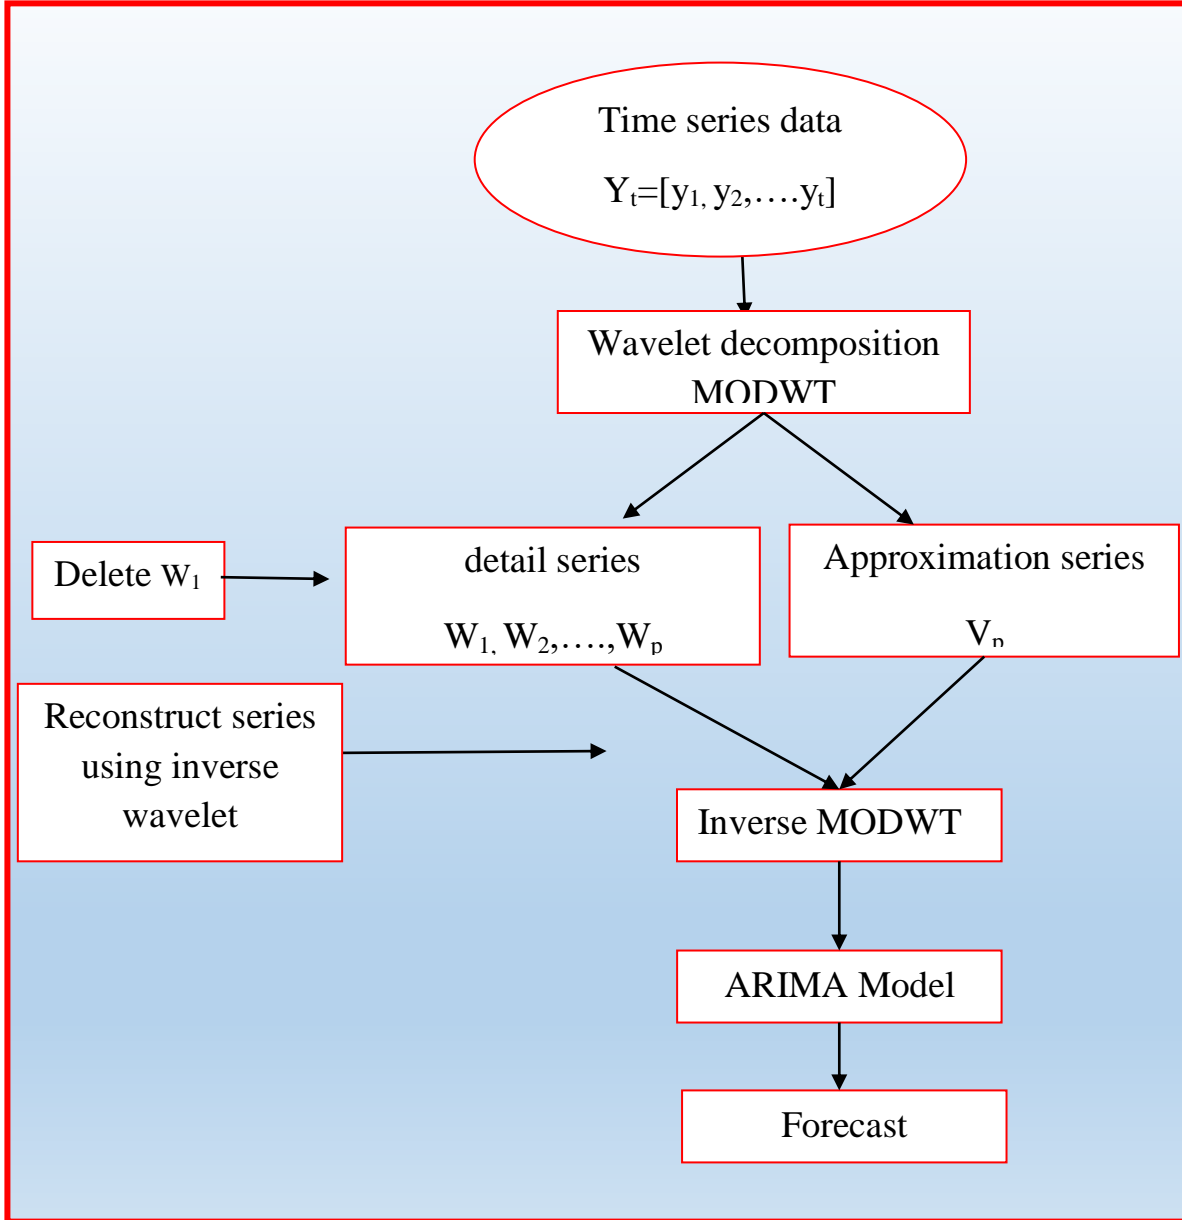 Time series data
Yₜ=[y₁, y₂,….yₜ]
Wavelet decomposition
MODWT
detail series
W₁, W₂,….,Wₚ
Approximation series
Vₚ
Delete W₁
Reconstruct series
using inverse
wavelet
Inverse MODWT
ARIMA Model
Forecast